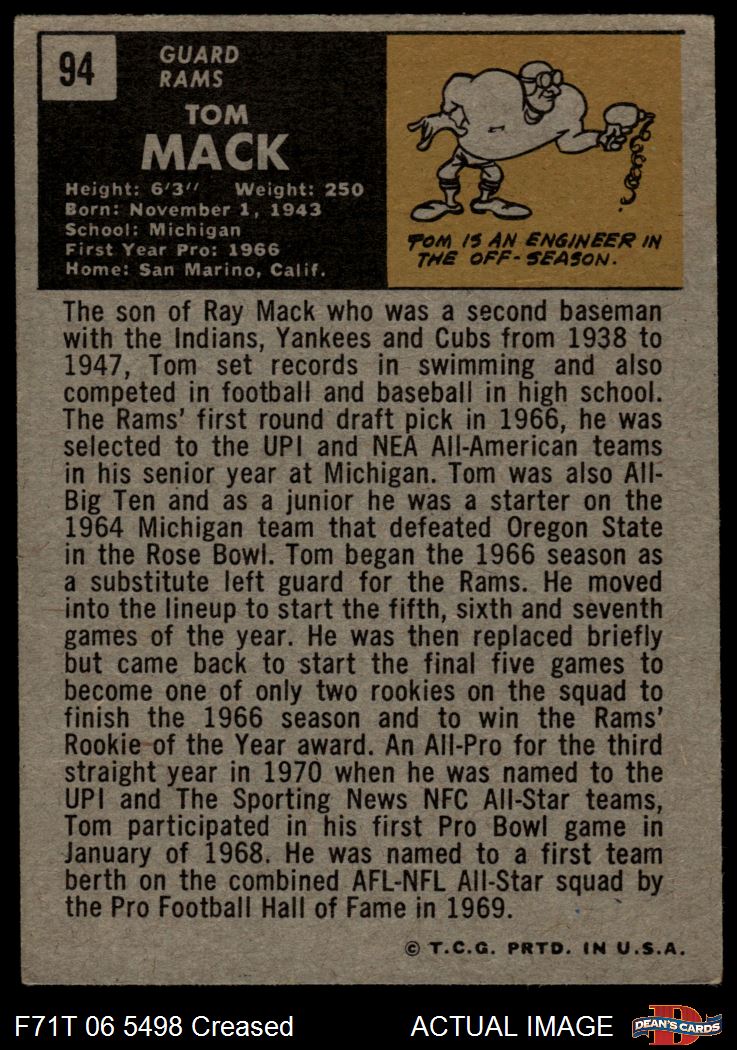 94
GUARD
RAMS
TOM
MACK
Height: 6'3" Weight: 250
Born: November 1, 1943
School: Michigan
First Year Pro: 1966
Home: San Marino, Calif.
TOM IS AN ENGINEER IN
THE OFF-SEASON.
The son of Ray Mack who was a second baseman
with the Indians, Yankees and Cubs from 1938 to
1947, Tom set records in swimming and also
competed in football and baseball in high school.
The Rams' first round draft pick in 1966, he was
selected to the UPI and NEA All-American teams
in his senior year at Michigan. Tom was also All-
Big Ten and as a junior he was a starter on the
1964 Michigan team that defeated Oregon State
in the Rose Bowl. Tom began the 1966 season as
a substitute left guard for the Rams. He moved
into the lineup to start the fifth, sixth and seventh
games of the year. He was then replaced briefly
but came back to start the final five games to
become one of only two rookies on the squad to
finish the 1966 season and to win the Rams'
Rookie of the Year award. An All-Pro for the third
straight year in 1970 when he was named to the
UPI and The Sporting News NFC All-Star teams,
Tom participated in his first Pro Bowl game in
January of 1968. He was named to a first team
berth on the combined AFL-NFL All-Star squad by
the Pro Football Hall of Fame in 1969.
© T.C.G. PRTD. IN U.S.A.
F71T 06 5498 Creased ACTUAL IMAGE
D
DEAN'S CARDS